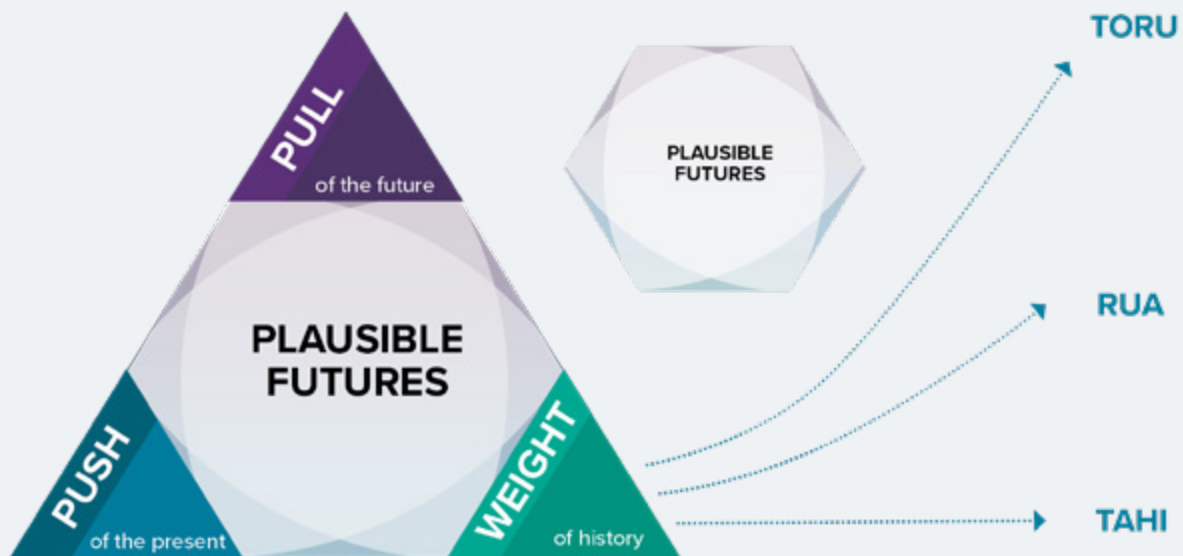 PULL
of the future
PLAUSIBLE
FUTURES
PUSH
of the present
WEIGHT
of history
PLAUSIBLE
FUTURES
TORU
RUA
TAHI